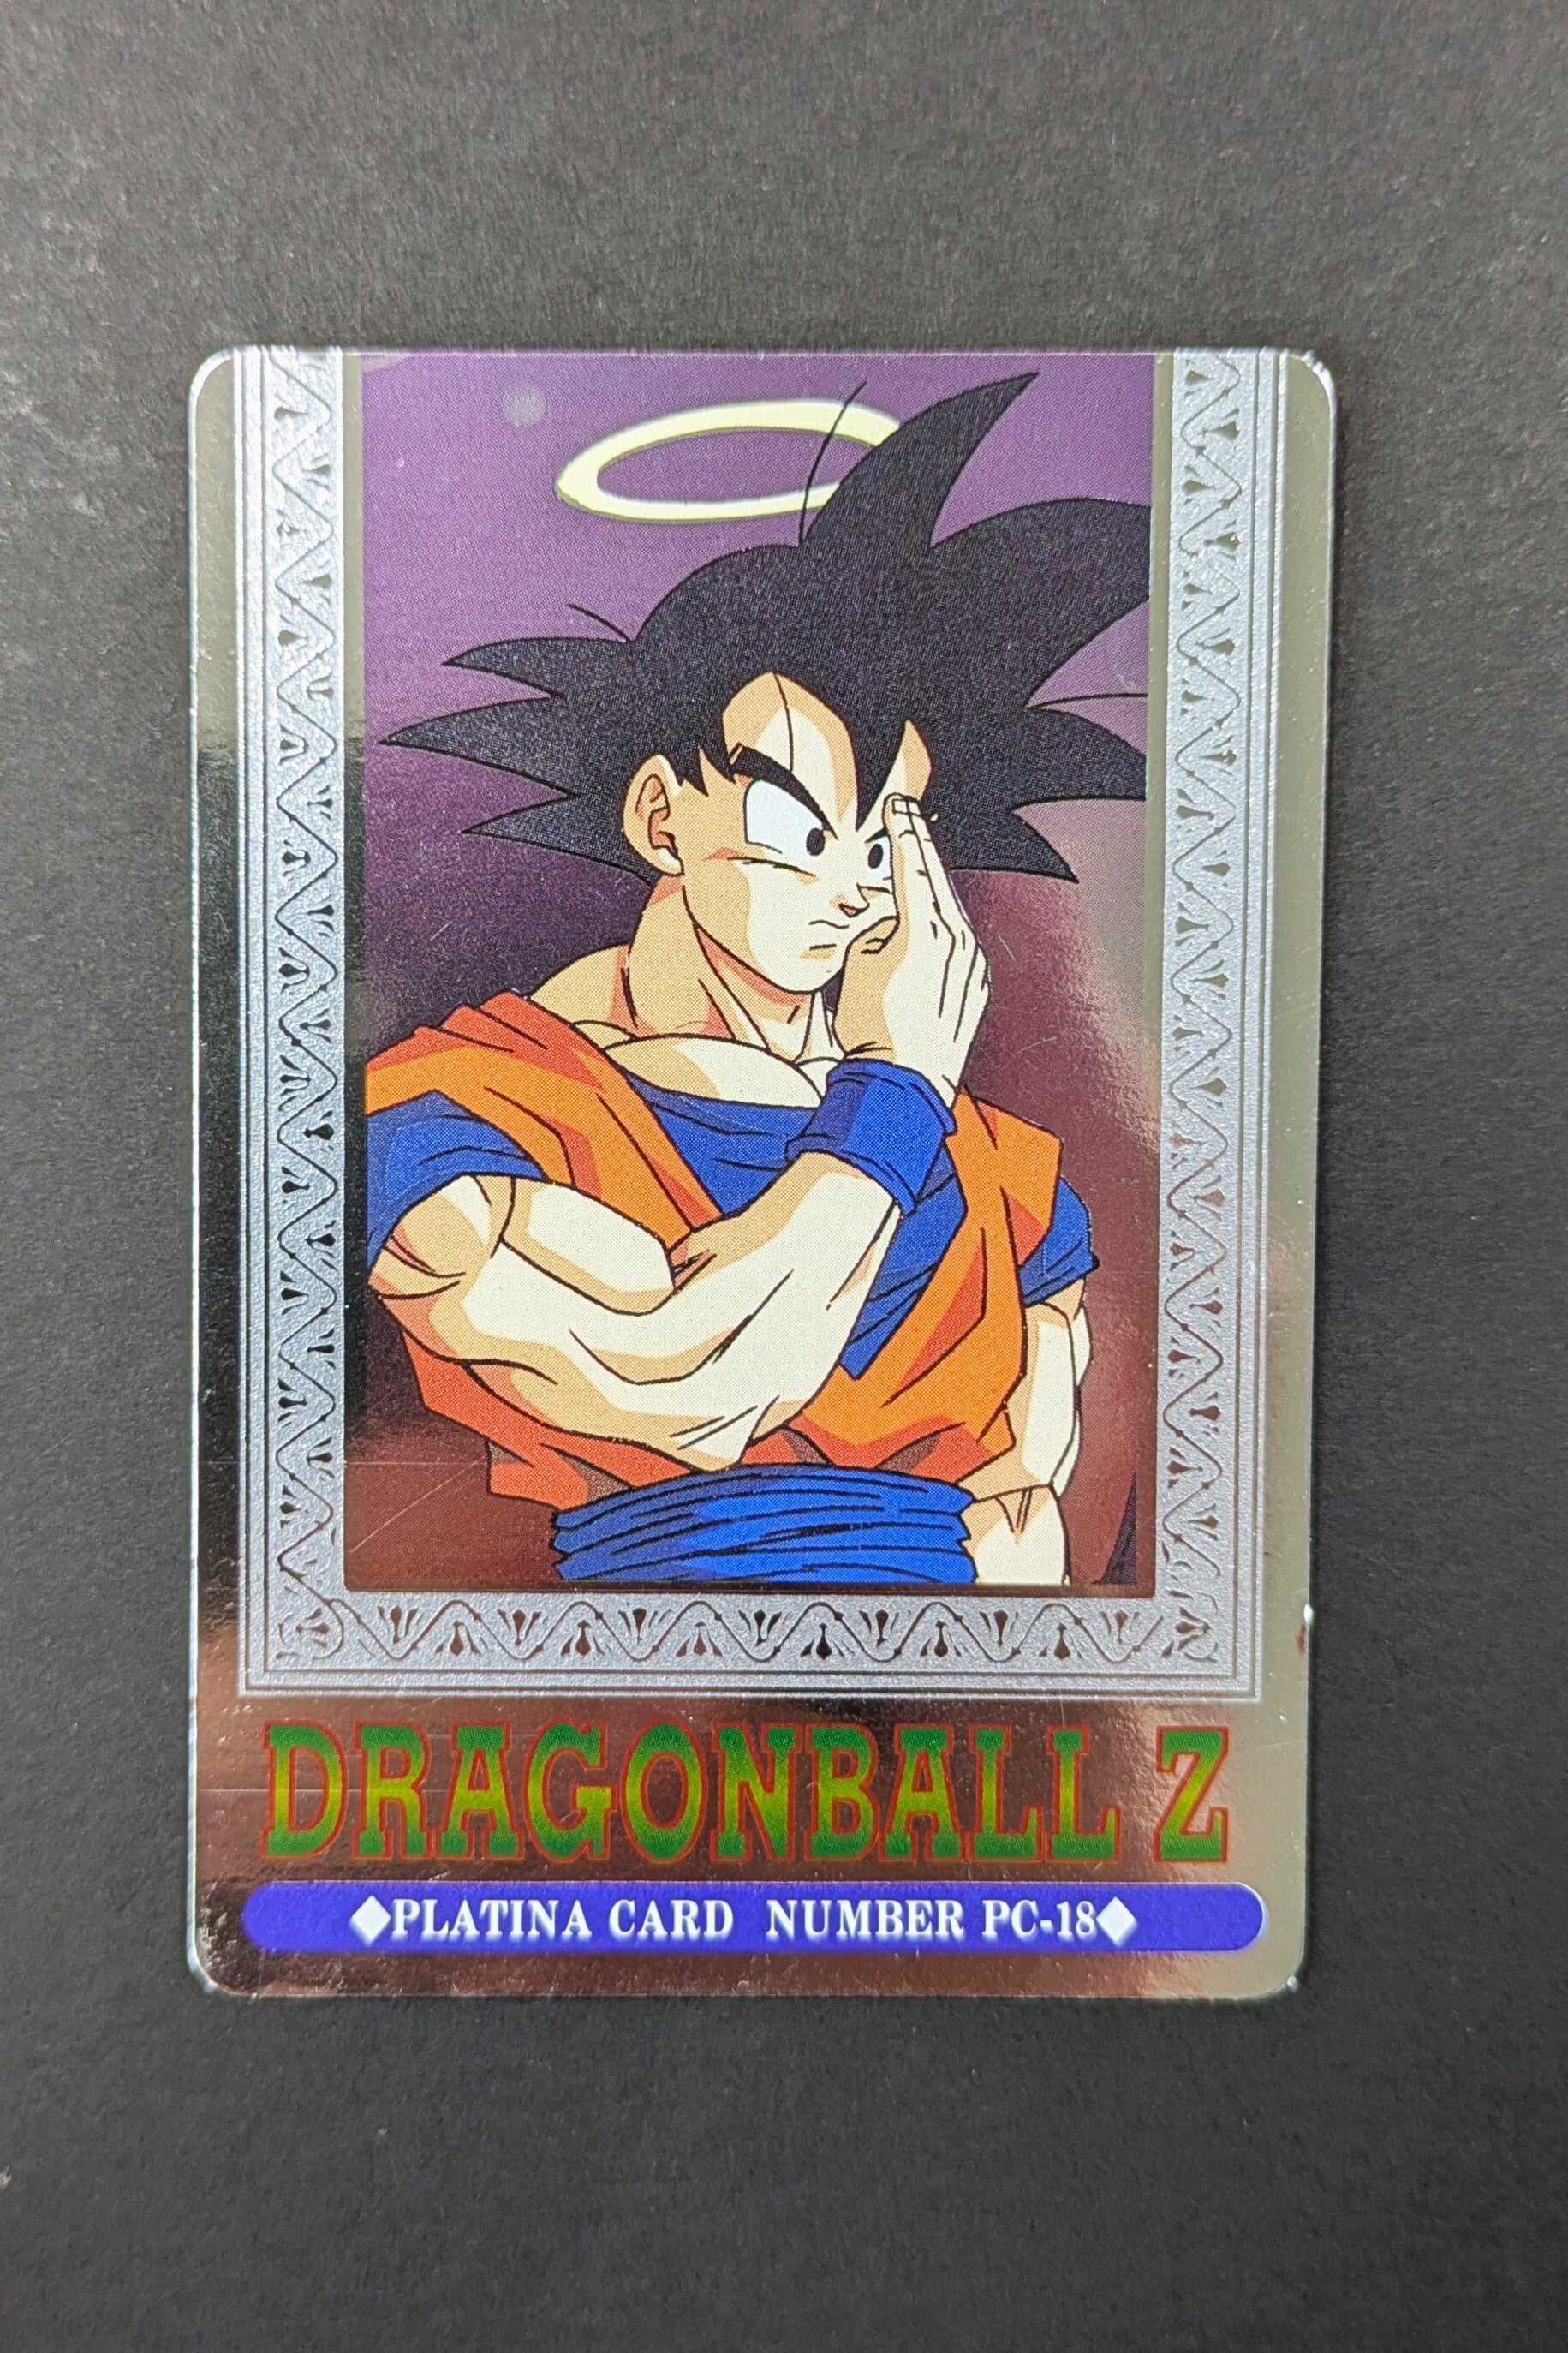 DRAGONBALL Z
◆PLATINA CARD NUMBER PC-18◆